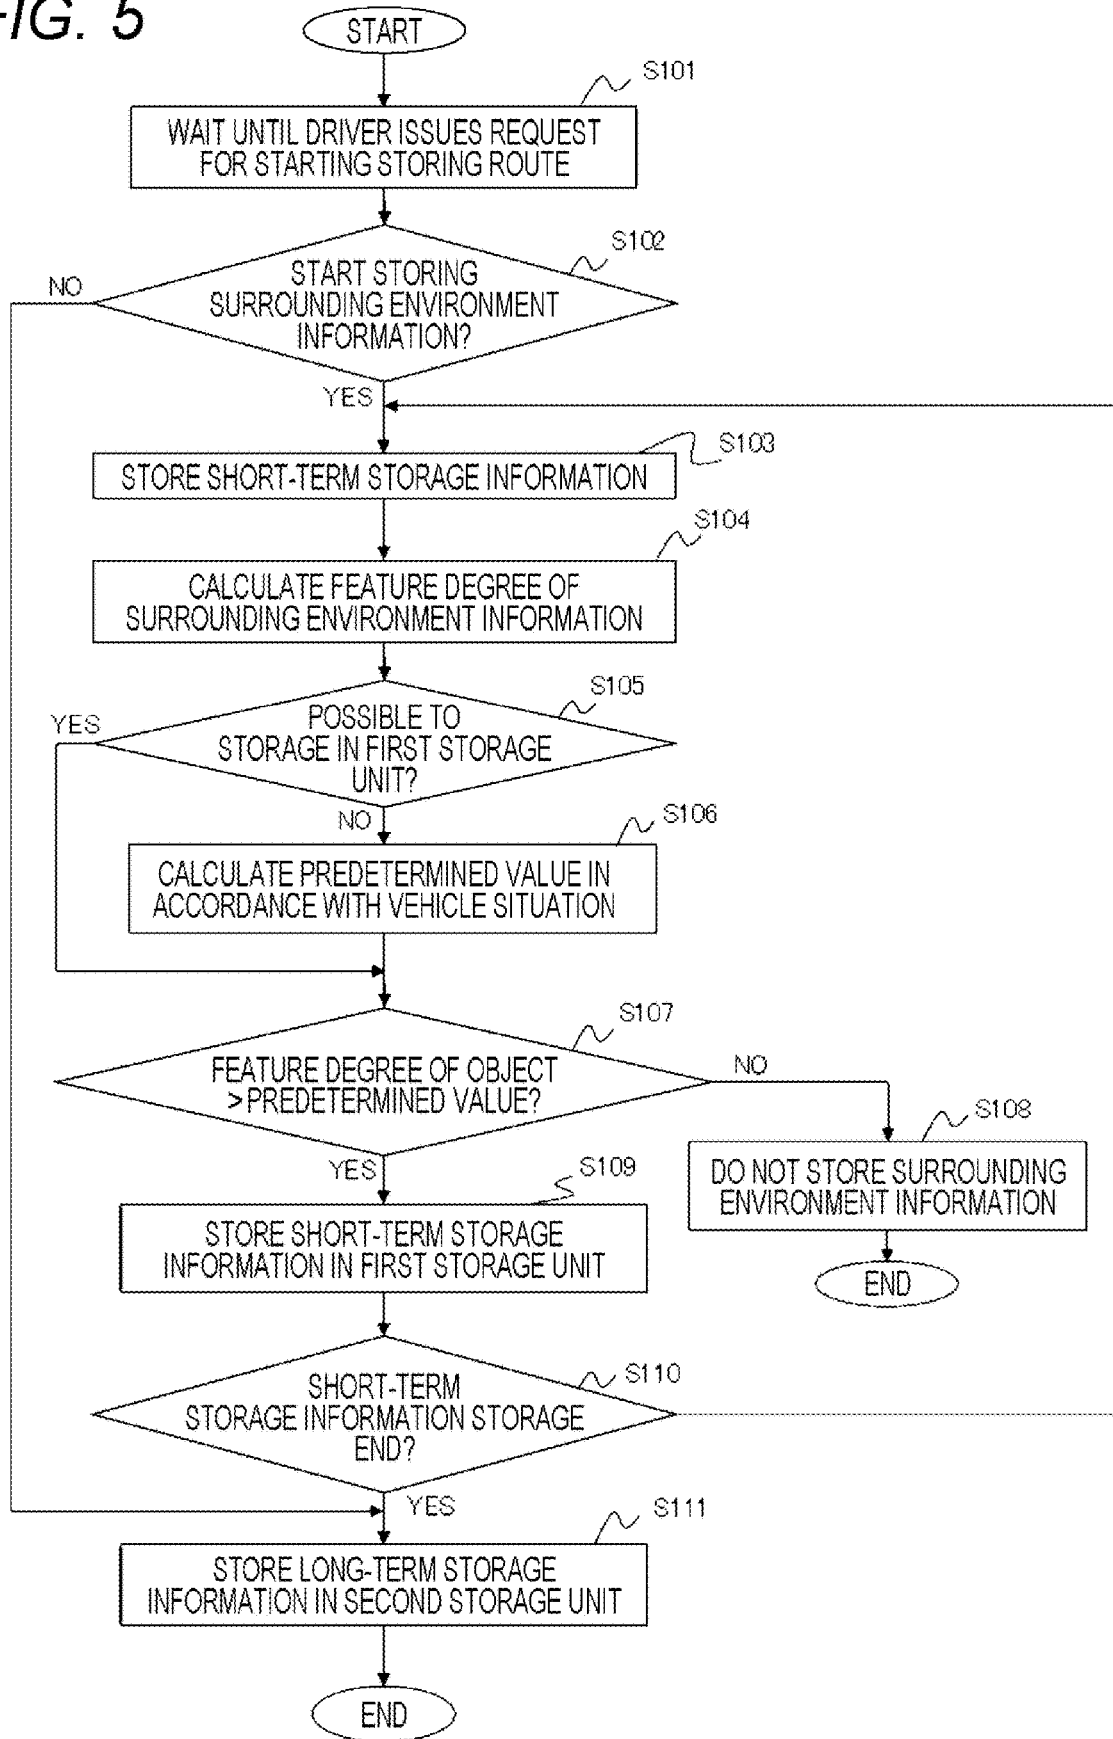 FIG. 5
START
S101
WAIT UNTIL DRIVER ISSUES REQUEST
FOR STARTING STORING ROUTE
S102
START STORING
SURROUNDING ENVIRONMENT
INFORMATION?
NO
YES
S103
STORE SHORT-TERM STORAGE INFORMATION
S104
CALCULATE FEATURE DEGREE OF
SURROUNDING ENVIRONMENT INFORMATION
S105
POSSIBLE TO
STORAGE IN FIRST STORAGE
UNIT?
YES
NO
S106
CALCULATE PREDETERMINED VALUE IN
ACCORDANCE WITH VEHICLE SITUATION
S107
FEATURE DEGREE OF OBJECT
> PREDETERMINED VALUE?
NO
S108
DO NOT STORE SURROUNDING
ENVIRONMENT INFORMATION
END
YES
S109
STORE SHORT-TERM STORAGE
INFORMATION IN FIRST STORAGE UNIT
S110
SHORT-TERM
STORAGE INFORMATION STORAGE
END?
YES
S111
STORE LONG-TERM STORAGE
INFORMATION IN SECOND STORAGE UNIT
END